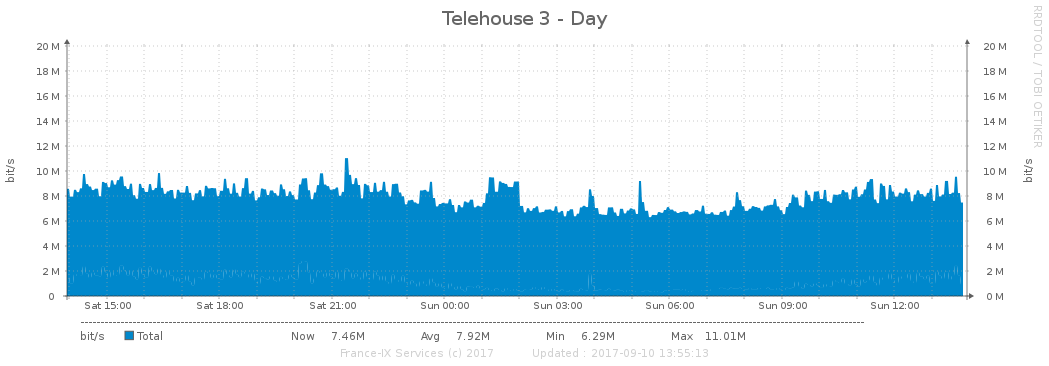 Telehouse 3 - Day
RRDTOOL / TOBI OETIKER
bit/s
20 M 20 M
18 M 18 M
16 M 16 M
14 M 14 M
12 M 12 M
10 M 10 M
8 M 8 M
6 M 6 M
4 M 4 M
2 M 2 M
0 0 M
bit/s
Sat 15:00 Sat 18:00 Sat 21:00 Sun 00:00 Sun 03:00 Sun 06:00 Sun 09:00 Sun 12:00
bit/s Total Now 7.46M Avg 7.92M Min 6.29M Max 11.01M
France-IX Services (c) 2017 Updated : 2017-09-10 13:55:13